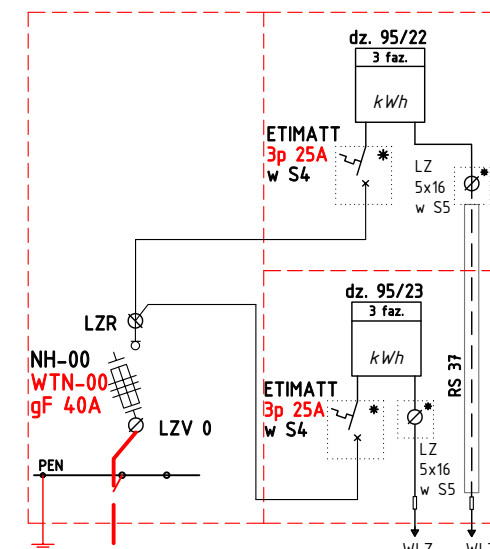 dz. 95/22
3 faz.
kWh
ETIMATT
3p 25A
w S4
*
LZ
5x16
w S5
*
dz. 95/23
3 faz.
kWh
LZR
NH-00
WTN-00
gF 40A
LZV 0
ETIMATT
3p 25A
w S4
*
*
LZ
5x16
w S5
RS 37
PEN
WLZ